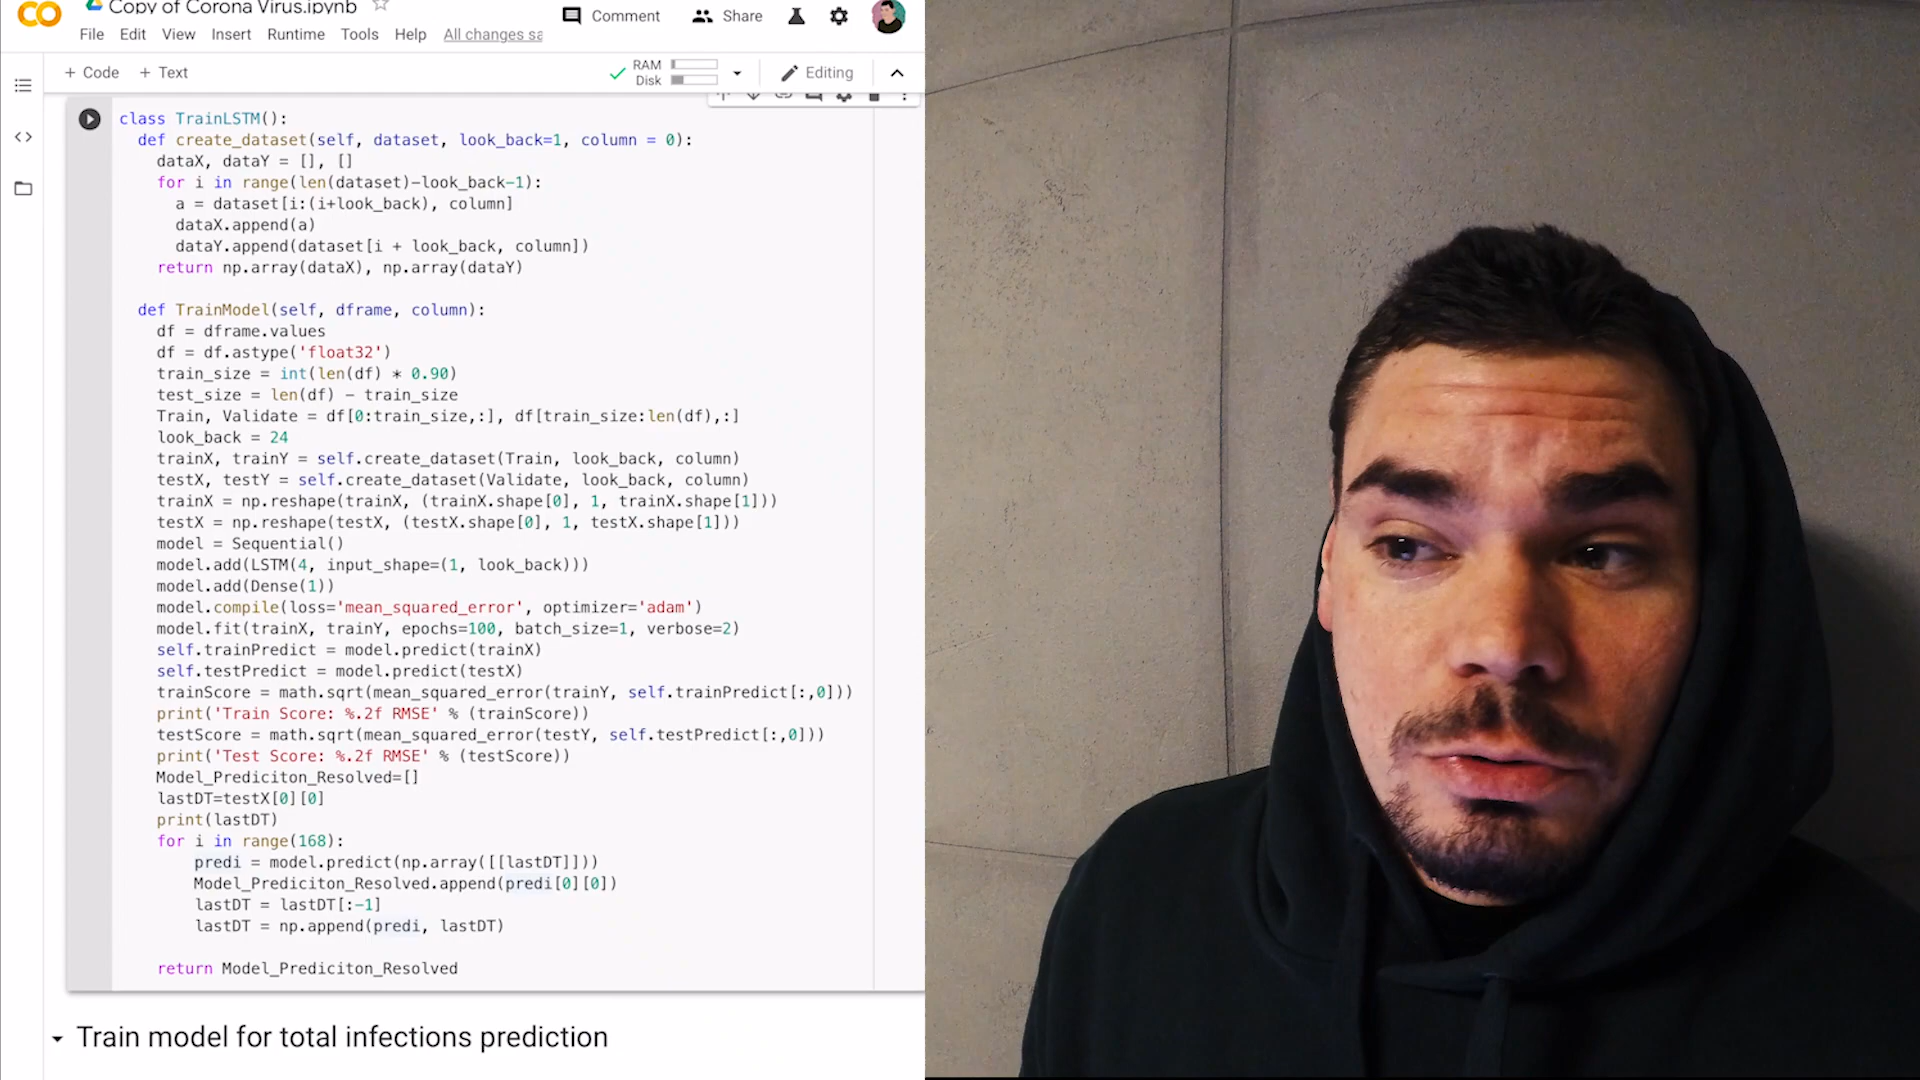 Copy of Corona Virus.ipynb
Comment Share
File Edit View Insert Runtime Tools Help All changes sa
+ Code + Text RAM Disk Editing
class TrainLSTM():
def create_dataset(self, dataset, look_back=1, column = 0):
dataX, dataY = [], []
for i in range(len(dataset)-look_back-1):
a = dataset[i:(i+look_back), column]
dataX.append(a)
dataY.append(dataset[i + look_back, column])
return np.array(dataX), np.array(dataY)
def TrainModel(self, dframe, column):
df = dframe.values
df = df.astype('float32')
train_size = int(len(df) * 0.90)
test_size = len(df) - train_size
Train, Validate = df[0:train_size,:], df[train_size:len(df),:]
look_back = 24
trainX, trainY = self.create_dataset(Train, look_back, column)
testX, testY = self.create_dataset(Validate, look_back, column)
trainX = np.reshape(trainX, (trainX.shape[0], 1, trainX.shape[1]))
testX = np.reshape(testX, (testX.shape[0], 1, testX.shape[1]))
model = Sequential()
model.add(LSTM(4, input_shape=(1, look_back)))
model.add(Dense(1))
model.compile(loss='mean_squared_error', optimizer='adam')
model.fit(trainX, trainY, epochs=100, batch_size=1, verbose=2)
self.trainPredict = model.predict(trainX)
self.testPredict = model.predict(testX)
trainScore = math.sqrt(mean_squared_error(trainY, self.trainPredict[:,0]))
print('Train Score: %.2f RMSE' % (trainScore))
testScore = math.sqrt(mean_squared_error(testY, self.testPredict[:,0]))
print('Test Score: %.2f RMSE' % (testScore))
Model_Prediciton_Resolved=[]
lastDT=testX[0][0]
print(lastDT)
for i in range(168):
predi = model.predict(np.array([[lastDT]]))
Model_Prediciton_Resolved.append(predi[0][0])
lastDT = lastDT[:-1]
lastDT = np.append(predi, lastDT)
return Model_Prediciton_Resolved
Train model for total infections prediction